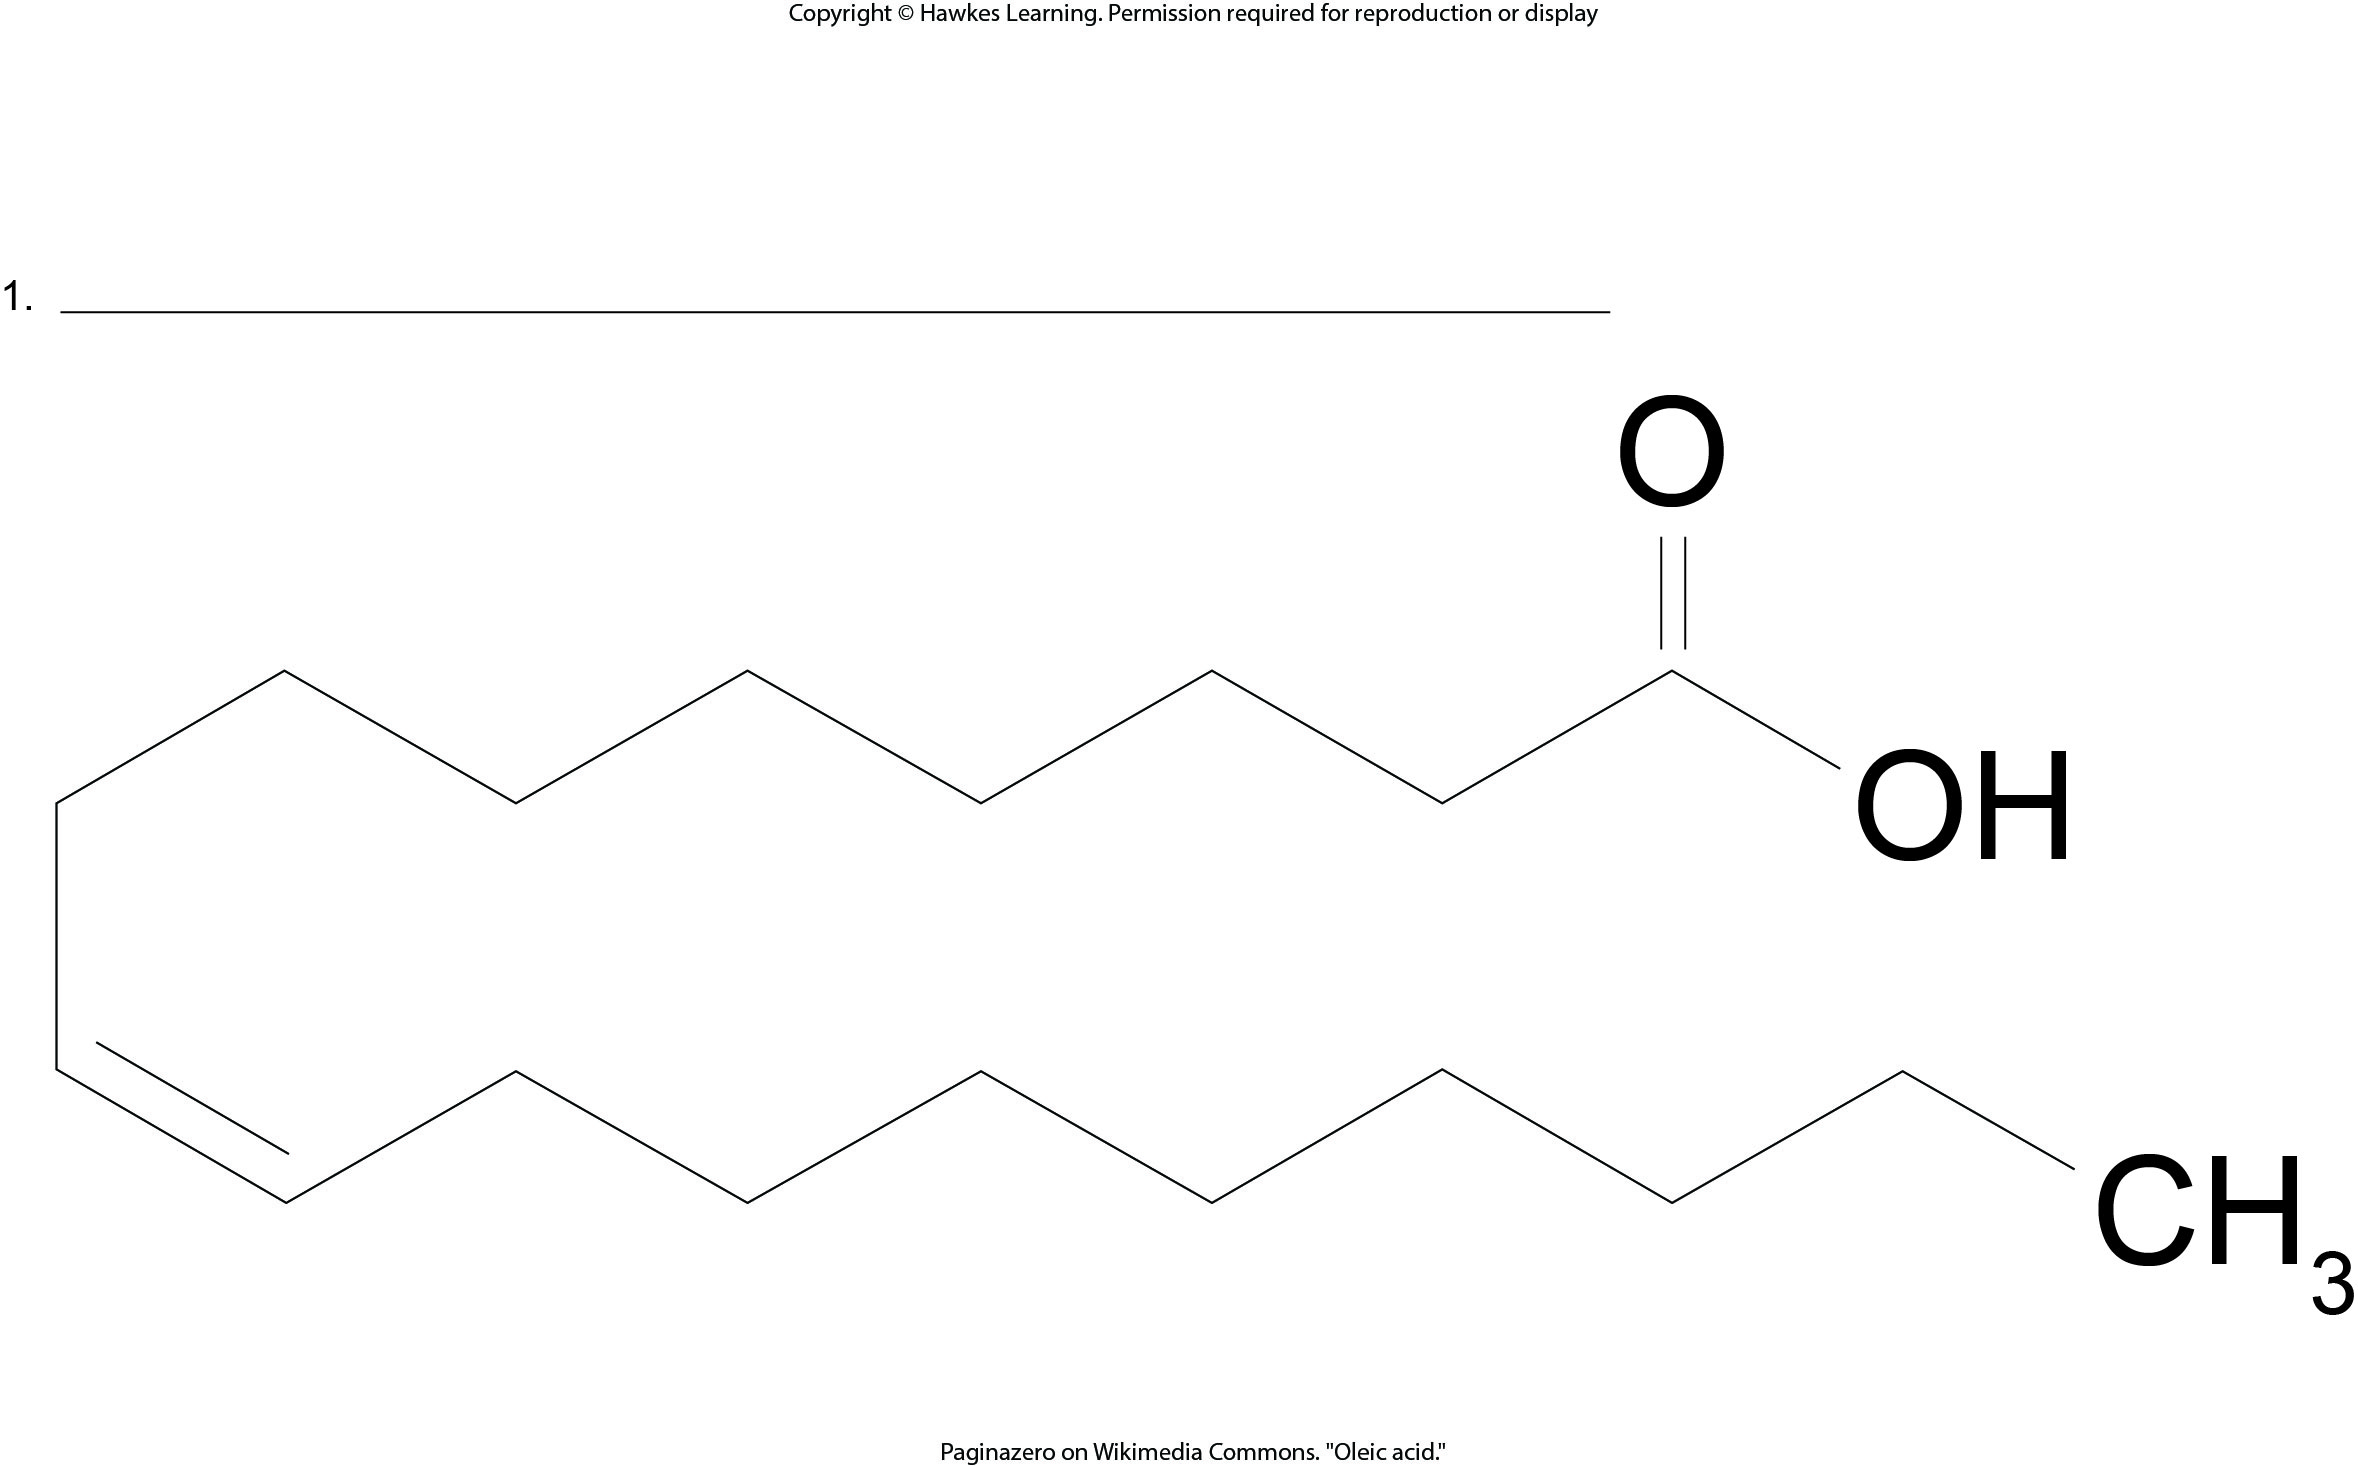 Copyright © Hawkes Learning. Permission required for reproduction or display
1.
O
OH
CH₃
Paginazero on Wikimedia Commons. "Oleic acid."